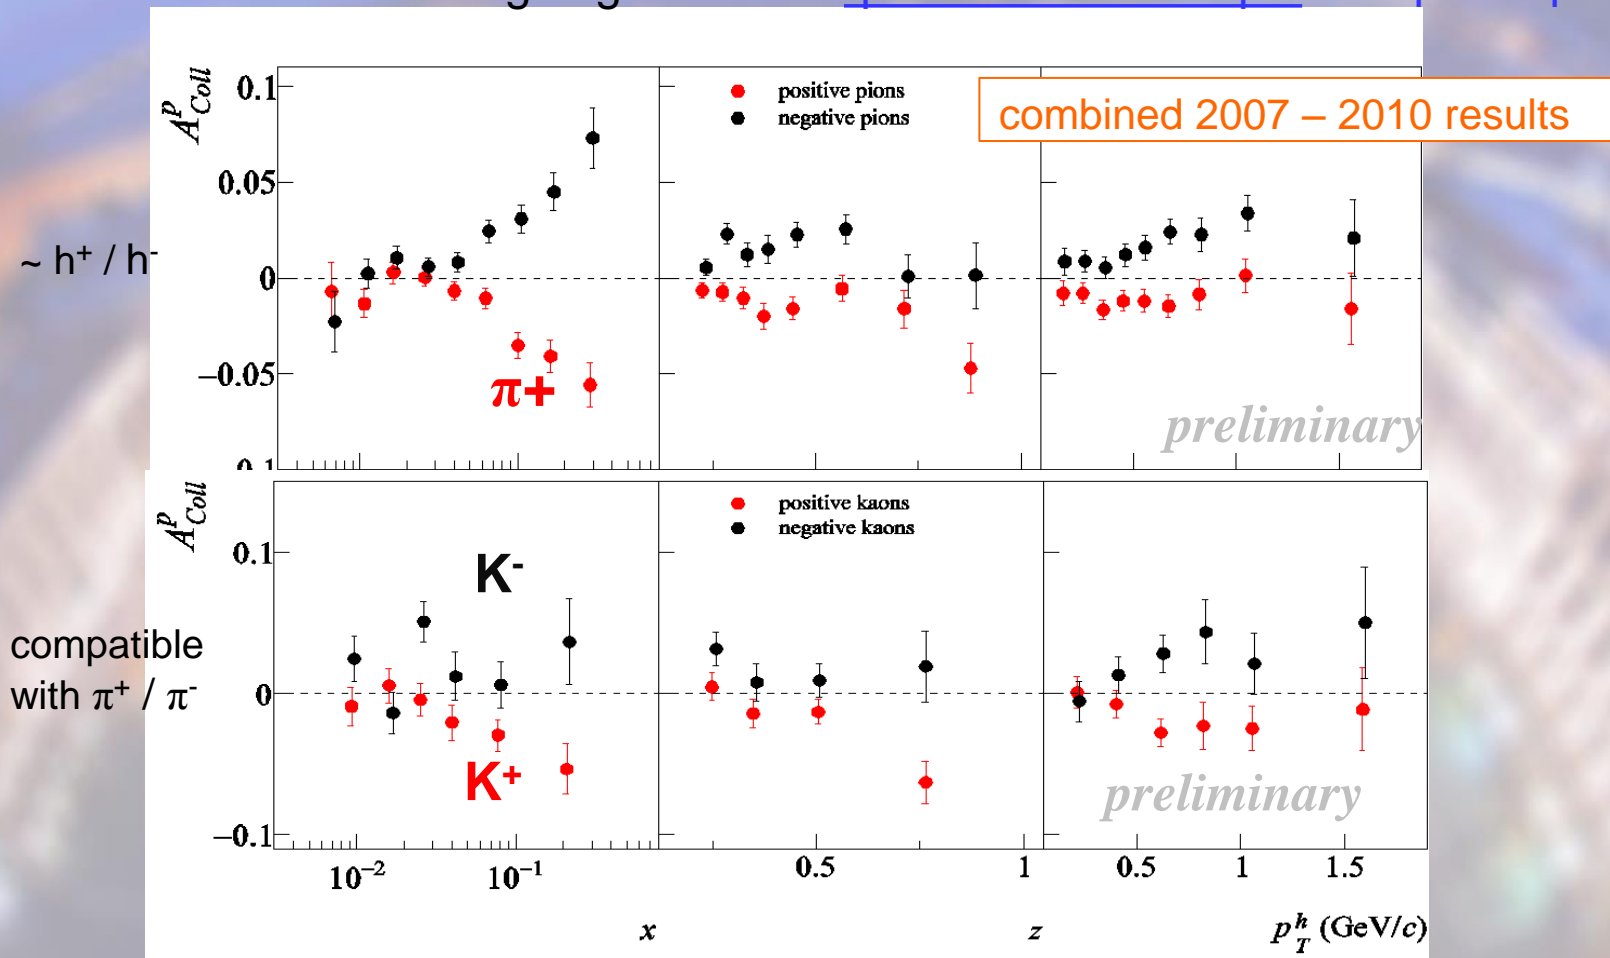 A^p_Coll
0.1
0.05
0
−0.05
positive pions
negative pions
combined 2007 – 2010 results
~ h⁺ / h⁻
π+
preliminary
A^p_Coll
0.1
0
−0.1
positive kaons
negative kaons
K⁻
K⁺
compatible
with π⁺ / π⁻
preliminary
10⁻² 10⁻¹ 0.5 1 0.5 1 1.5
x z p_T^h (GeV/c)